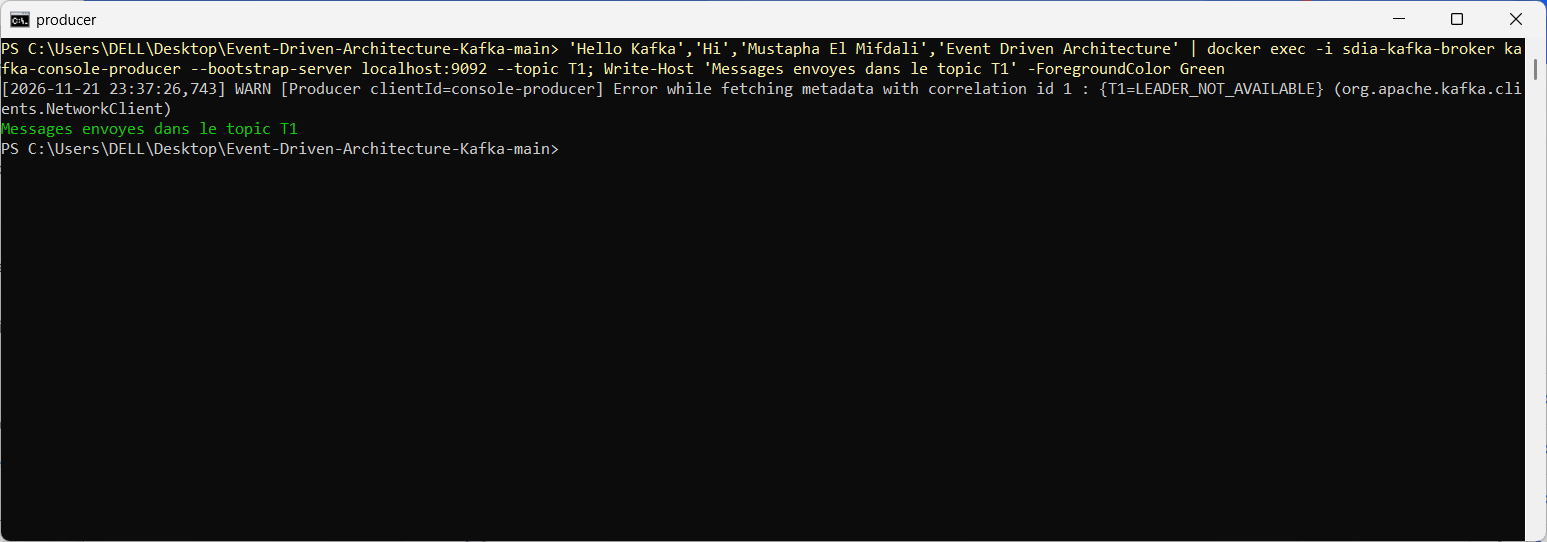 producer
PS C:\Users\DELL\Desktop\Event-Driven-Architecture-Kafka-main> 'Hello Kafka','Hi','Mustapha El Mifdali','Event Driven Architecture' | docker exec -i sdia-kafka-broker ka
fka-console-producer --bootstrap-server localhost:9092 --topic T1; Write-Host 'Messages envoyes dans le topic T1' -ForegroundColor Green
[2026-11-21 23:37:26,743] WARN [Producer clientId=console-producer] Error while fetching metadata with correlation id 1 : {T1=LEADER_NOT_AVAILABLE} (org.apache.kafka.cli
ents.NetworkClient)
Messages envoyes dans le topic T1
PS C:\Users\DELL\Desktop\Event-Driven-Architecture-Kafka-main>